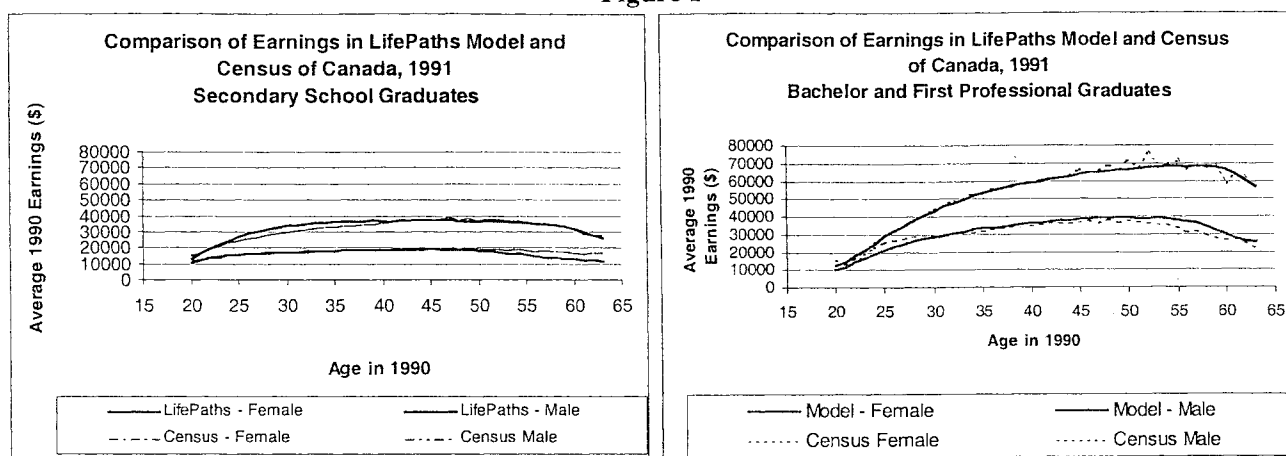 Comparison of Earnings in LifePaths Model and
Census of Canada, 1991
Secondary School Graduates
Average 1990 Earnings ($)
80000
70000
60000
50000
40000
30000
20000
10000
0
15 20 25 30 35 40 45 50 55 60 65
Age in 1990
LifePaths - Female LifePaths - Male
Census - Female Census Male
Comparison of Earnings in LifePaths Model and Census
of Canada, 1991
Bachelor and First Professional Graduates
Average 1990
Earnings ($)
80000
70000
60000
50000
40000
30000
20000
10000
0
15 20 25 30 35 40 45 50 55 60 65
Age in 1990
Model - Female Model - Male
Census Female Census Male